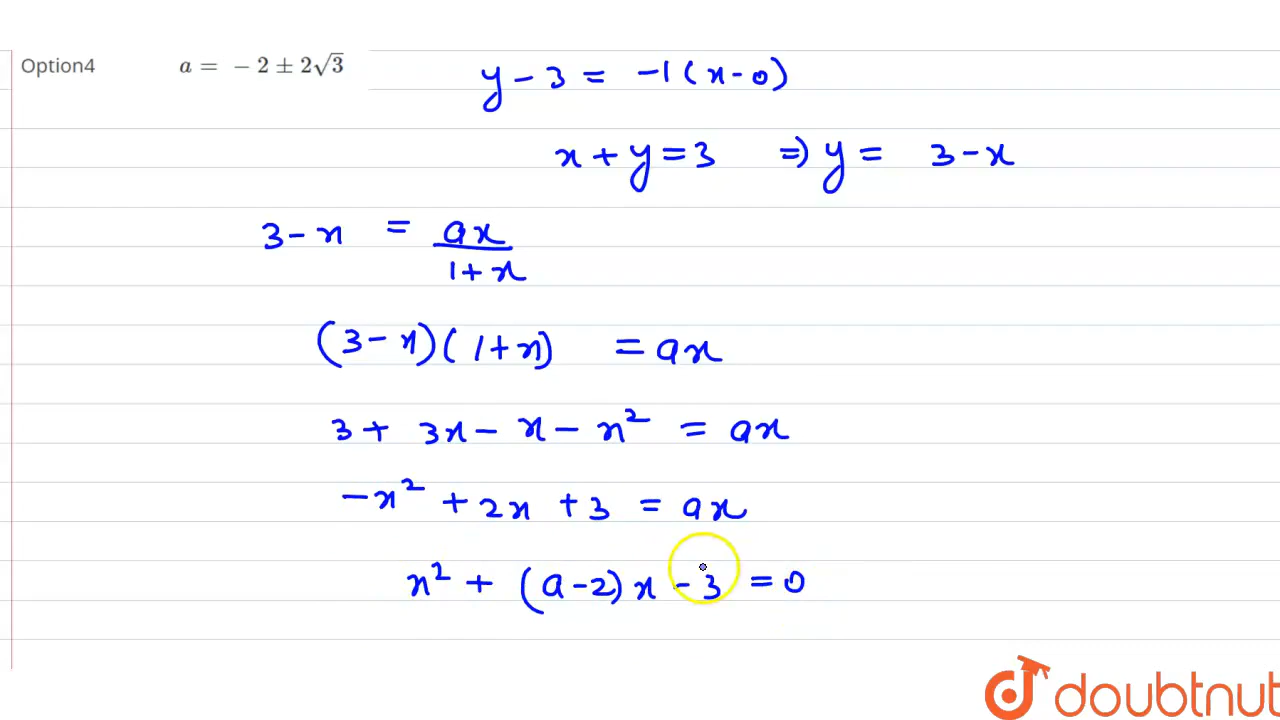 Option4 a = - 2 ± 2√3
y - 3 = -1 (x - 0)
x + y = 3 ⇒ y = 3 - x
3 - x = ax/(1 + x)
(3 - x)(1 + x) = ax
3 + 3x - x - x² = ax
-x² + 2x + 3 = ax
x² + (a - 2) x - 3 = 0
doubtnut